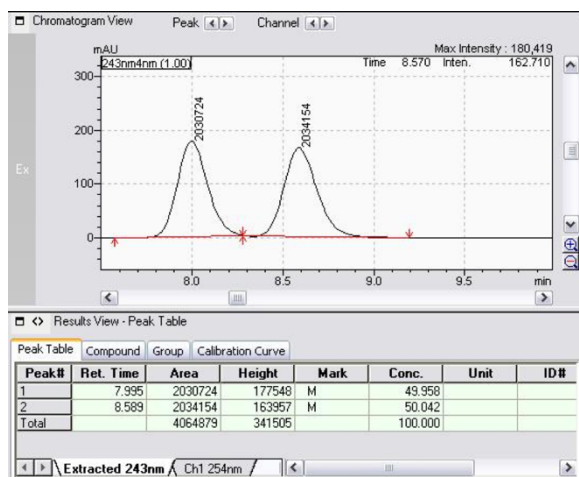 Chromatogram View Peak Channel
mAU
Max Intensity : 180,419
243nm4nm (1.00)
Time 8.570 Inten. 162.710
300
200
100
0
2030724
2034154
8.0 8.5 9.0 9.5 min
Ex
Results View - Peak Table
Peak Table Compound Group Calibration Curve
Peak# Ret. Time Area Height Mark Conc. Unit ID#
1 7.995 2030724 177548 M 49.958
2 8.589 2034154 163957 M 50.042
Total 4064879 341505 100.000
Extracted 243nm Ch1 254nm